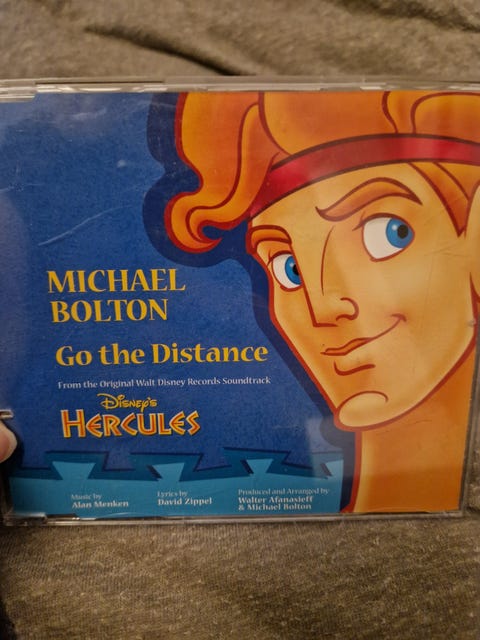 MICHAEL
BOLTON
Go the Distance
From the Original Walt Disney Records Soundtrack
Disney's
HERCULES
Music by
Alan Menken
Lyrics by
David Zippel
Produced and Arranged by
Walter Afanasieff
& Michael Bolton